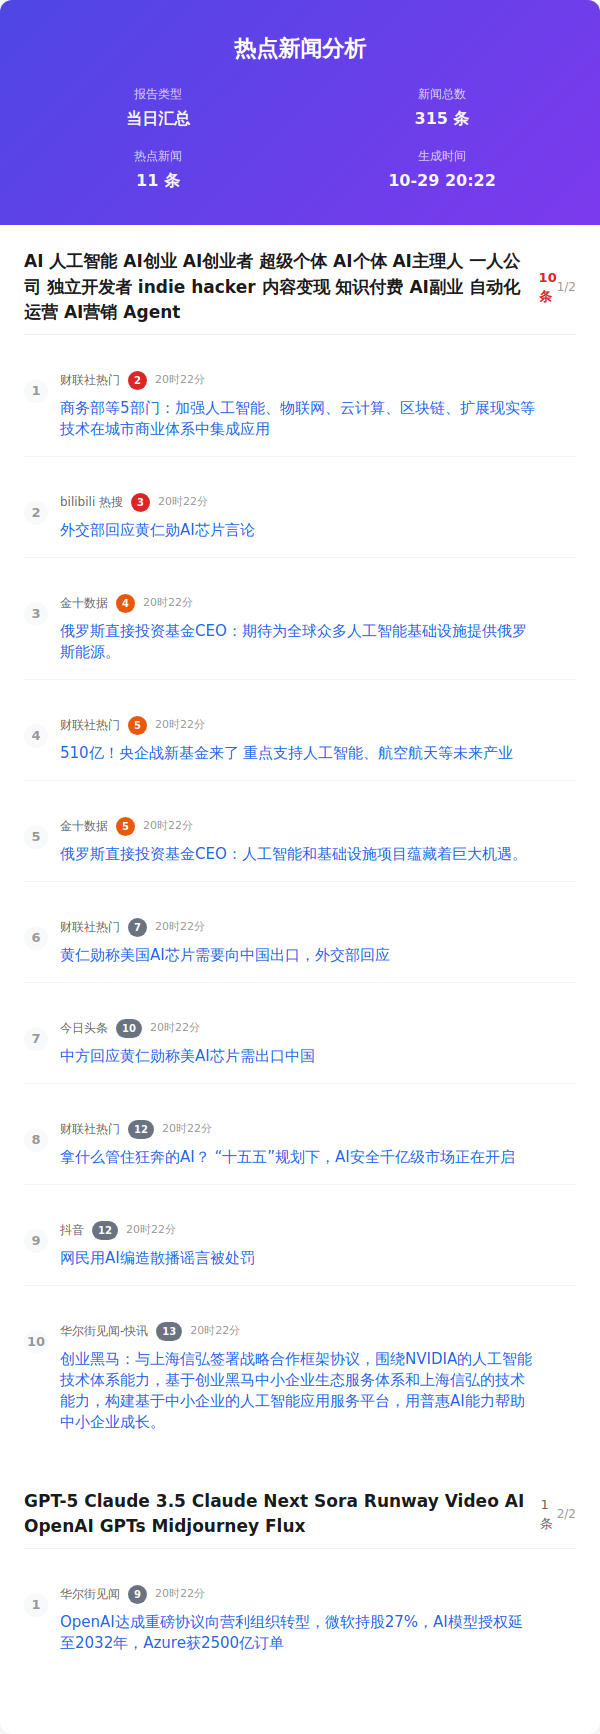 热点新闻分析
报告类型
当日汇总
新闻总数
315 条
热点新闻
11 条
生成时间
10-29 20:22
AI 人工智能 AI创业 AI创业者 超级个体 AI个体 AI主理人 一人公
司 独立开发者 indie hacker 内容变现 知识付费 AI副业 自动化
运营 AI营销 Agent
10
条
1/2
1
财联社热门 2 20时22分
商务部等5部门：加强人工智能、物联网、云计算、区块链、扩展现实等
技术在城市商业体系中集成应用
2
bilibili 热搜 3 20时22分
外交部回应黄仁勋AI芯片言论
3
金十数据 4 20时22分
俄罗斯直接投资基金CEO：期待为全球众多人工智能基础设施提供俄罗
斯能源。
4
财联社热门 5 20时22分
510亿！央企战新基金来了 重点支持人工智能、航空航天等未来产业
5
金十数据 5 20时22分
俄罗斯直接投资基金CEO：人工智能和基础设施项目蕴藏着巨大机遇。
6
财联社热门 7 20时22分
黄仁勋称美国AI芯片需要向中国出口，外交部回应
7
今日头条 10 20时22分
中方回应黄仁勋称美AI芯片需出口中国
8
财联社热门 12 20时22分
拿什么管住狂奔的AI？ “十五五”规划下，AI安全千亿级市场正在开启
9
抖音 12 20时22分
网民用AI编造散播谣言被处罚
10
华尔街见闻-快讯 13 20时22分
创业黑马：与上海信弘签署战略合作框架协议，围绕NVIDIA的人工智能
技术体系能力，基于创业黑马中小企业生态服务体系和上海信弘的技术
能力，构建基于中小企业的人工智能应用服务平台，用普惠AI能力帮助
中小企业成长。
GPT-5 Claude 3.5 Claude Next Sora Runway Video AI
OpenAI GPTs Midjourney Flux
1
条
2/2
1
华尔街见闻 9 20时22分
OpenAI达成重磅协议向营利组织转型，微软持股27%，AI模型授权延
至2032年，Azure获2500亿订单